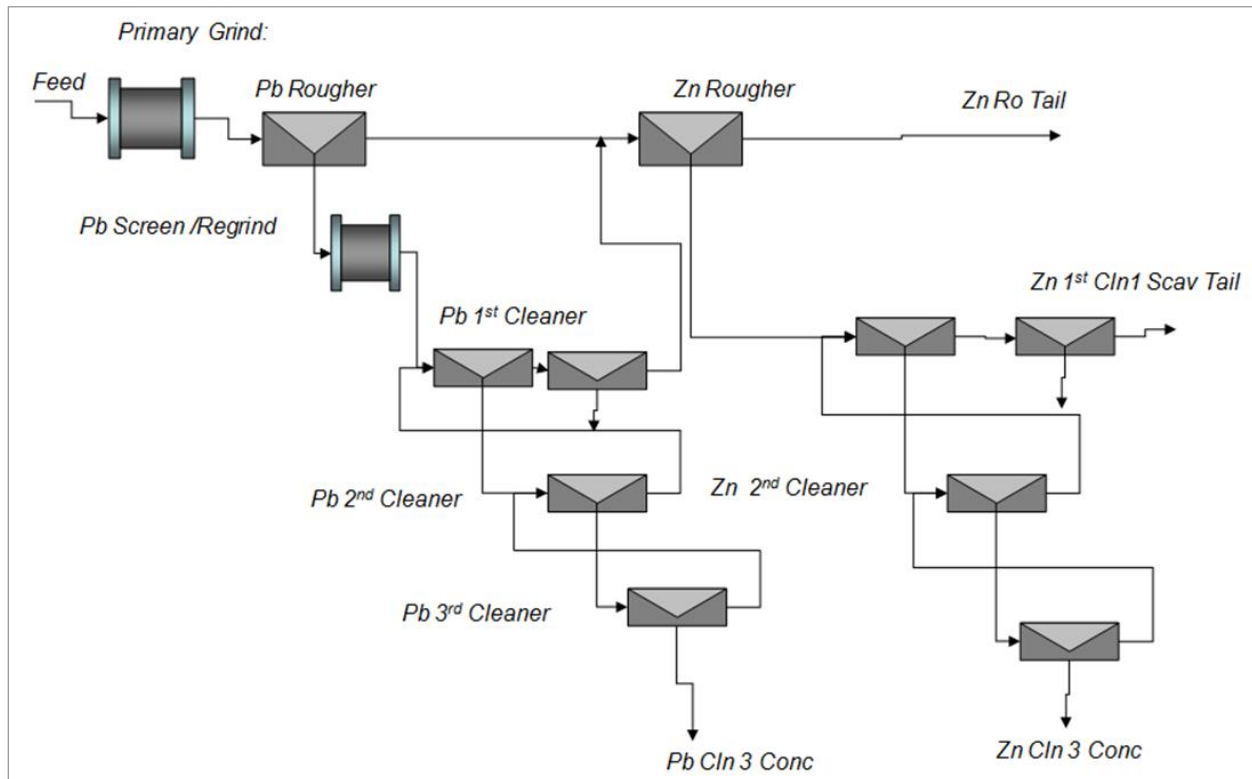 Primary Grind:
Feed
Pb Rougher
Zn Rougher
Zn Ro Tail
Pb Screen /Regrind
Zn 1st Cln1 Scav Tail
Pb 1st Cleaner
Pb 2nd Cleaner
Zn 2nd Cleaner
Pb 3rd Cleaner
Pb Cln 3 Conc
Zn Cln 3 Conc